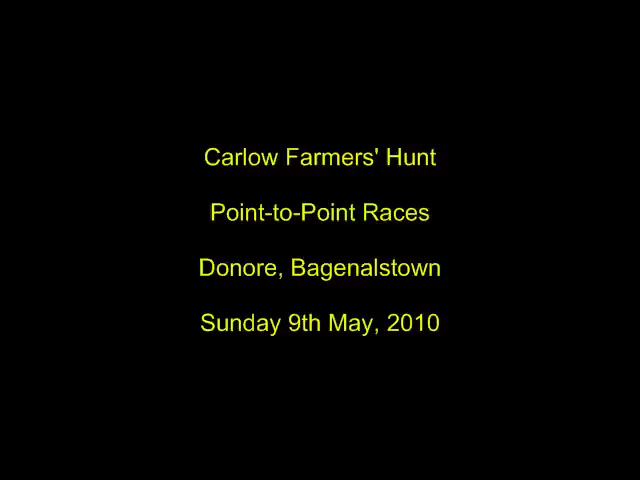 Carlow Farmers' Hunt
Point-to-Point Races
Donore, Bagenalstown
Sunday 9th May, 2010